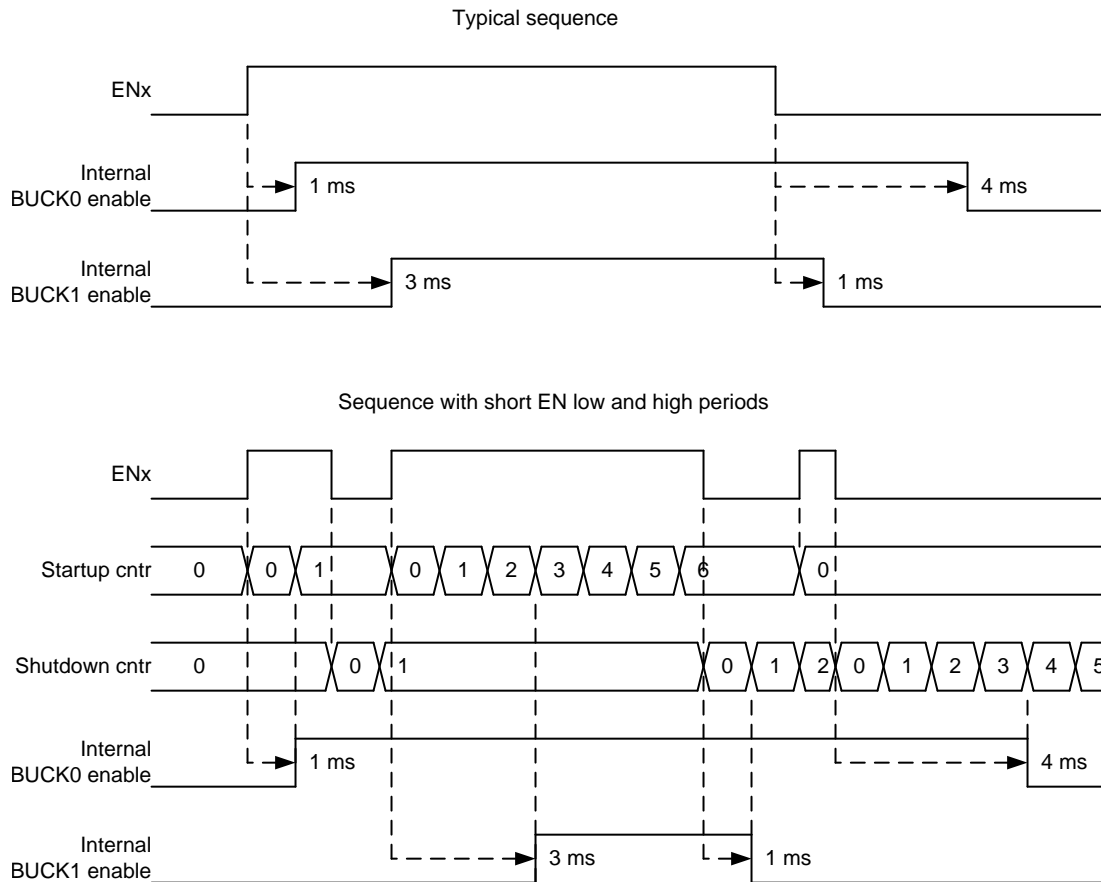 Typical sequence
ENx
Internal
BUCK0 enable
1 ms
4 ms
Internal
BUCK1 enable
3 ms
1 ms
Sequence with short EN low and high periods
ENx
Startup cntr
0 0 1 0 1 2 3 4 5 6 0
Shutdown cntr
0 0 1 0 1 2 0 1 2 3 4 5
Internal
BUCK0 enable
1 ms
4 ms
Internal
BUCK1 enable
3 ms
1 ms